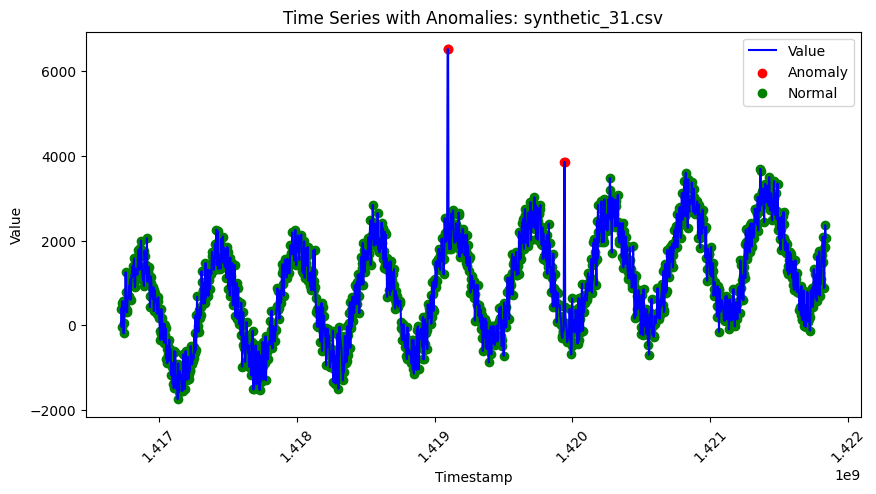 Time Series with Anomalies: synthetic_31.csv
Value
Anomaly
Normal
6000
4000
2000
0
−2000
Value
1.417
1.418
1.419
1.420
1.421
1.422
1e9
Timestamp